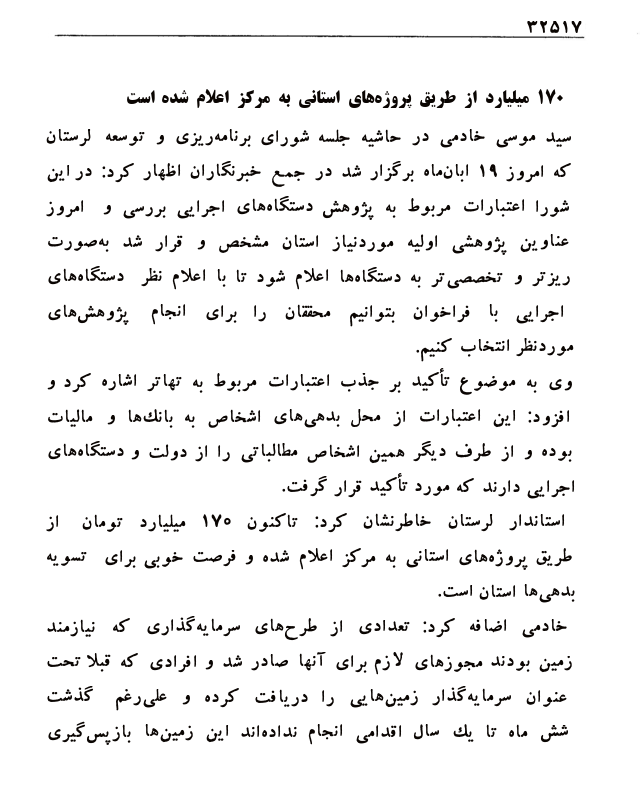 ۳۲۵۱۷
۱۷۰ میلیارد از طریق پروژه‌های استانی به مرکز اعلام شده است
سید موسی خادمی در حاشیه جلسه شورای برنامه‌ریزی و توسعه لرستان
که امروز ۱۹ ابان‌ماه برگزار شد در جمع خبرنگاران اظهار کرد: در این
شورا اعتبارات مربوط به پژوهش دستگاه‌های اجرایی بررسی و امروز
عناوین پژوهشی اولیه موردنیاز استان مشخص و قرار شد به‌صورت
ریزتر و تخصصی‌تر به دستگاه‌ها اعلام شود تا با اعلام نظر دستگاه‌های
اجرایی با فراخوان بتوانیم محققان را برای انجام پژوهش‌های
موردنظر انتخاب کنیم.
وی به موضوع تأکید بر جذب اعتبارات مربوط به تهاتر اشاره کرد و
افزود: این اعتبارات از محل بدهی‌های اشخاص به بانك‌ها و مالیات
بوده و از طرف دیگر همین اشخاص مطالباتی را از دولت و دستگاه‌های
اجرایی دارند که مورد تأکید قرار گرفت.
استاندار لرستان خاطرنشان کرد: تاکنون ۱۷۰ میلیارد تومان از
طریق پروژه‌های استانی به مرکز اعلام شده و فرصت خوبی برای تسویه
بدهی‌ها استان است.
خادمی اضافه کرد: تعدادی از طرح‌های سرمایه‌گذاری که نیازمند
زمین بودند مجوزهای لازم برای آنها صادر شد و افرادی که قبلا تحت
عنوان سرمایه‌گذار زمین‌هایی را دریافت کرده و علی‌رغم گذشت
شش ماه تا یك سال اقدامی انجام نداده‌اند این زمین‌ها بازپس‌گیری